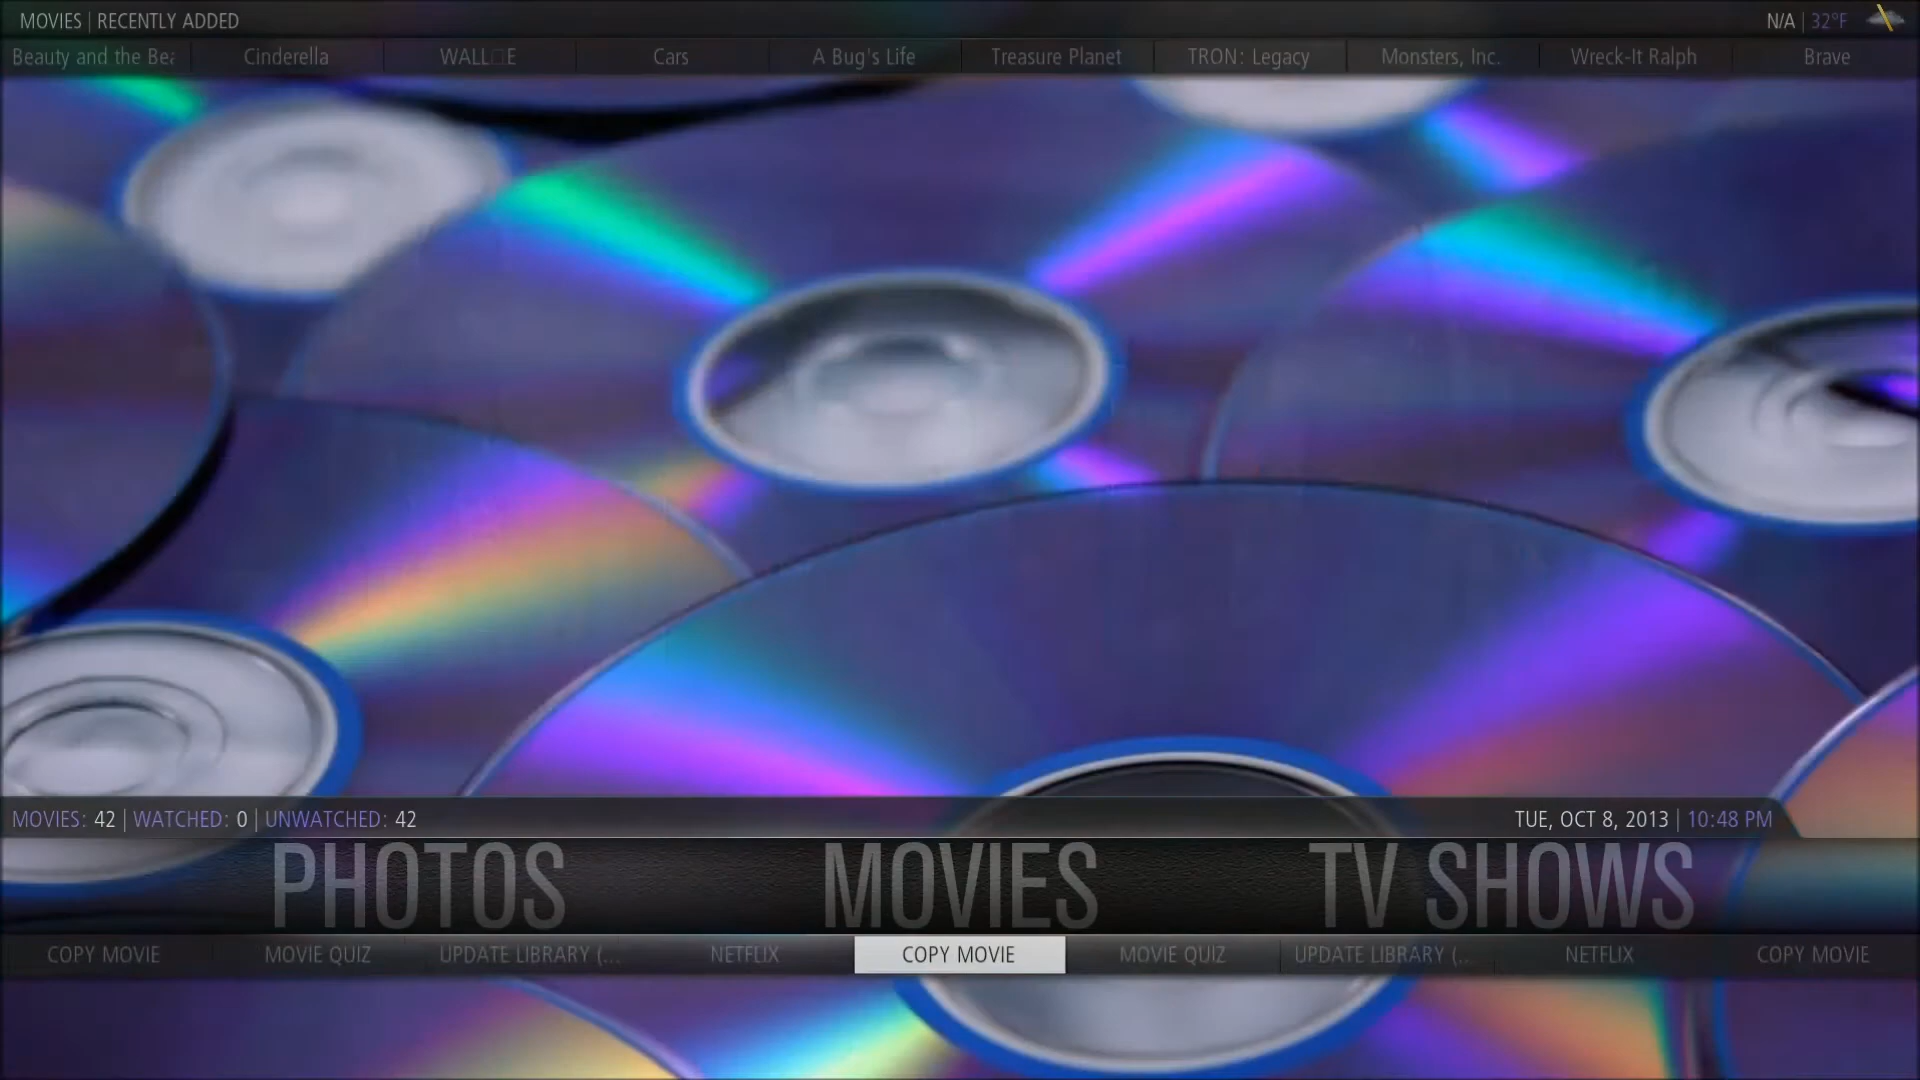 MOVIES | RECENTLY ADDED
N/A | 32°F
Beauty and the Bea Cinderella WALL□E Cars A Bug's Life Treasure Planet TRON: Legacy Monsters, Inc. Wreck-It Ralph Brave
MOVIES: 42 | WATCHED: 0 | UNWATCHED: 42
TUE, OCT 8, 2013 | 10:48 PM
PHOTOS MOVIES TV SHOWS
COPY MOVIE MOVIE QUIZ UPDATE LIBRARY (... NETFLIX COPY MOVIE MOVIE QUIZ UPDATE LIBRARY (... NETFLIX COPY MOVIE